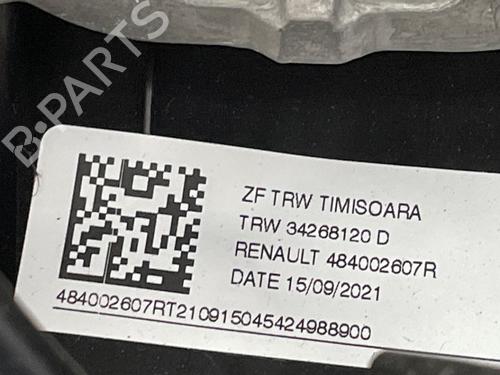 B-PARTS
ZF TRW TIMISOARA
TRW 34268120 D
RENAULT 484002607R
DATE 15/09/2021
484002607RT210915045424988900